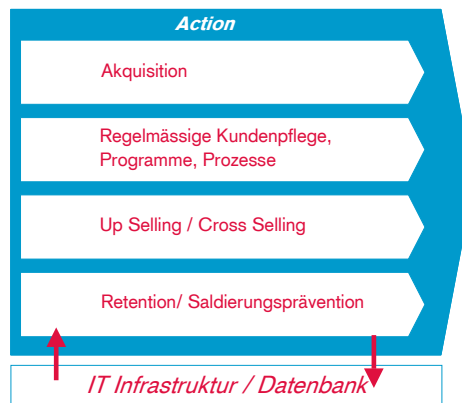 Action
Akquisition
Regelmässige Kundenpflege,
Programme, Prozesse
Up Selling / Cross Selling
Retention/ Saldierungsprävention
IT Infrastruktur / Datenbank